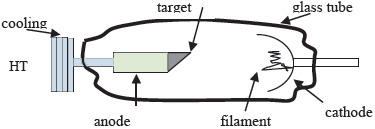 target
glass tube
cooling
HT
anode
filament
cathode